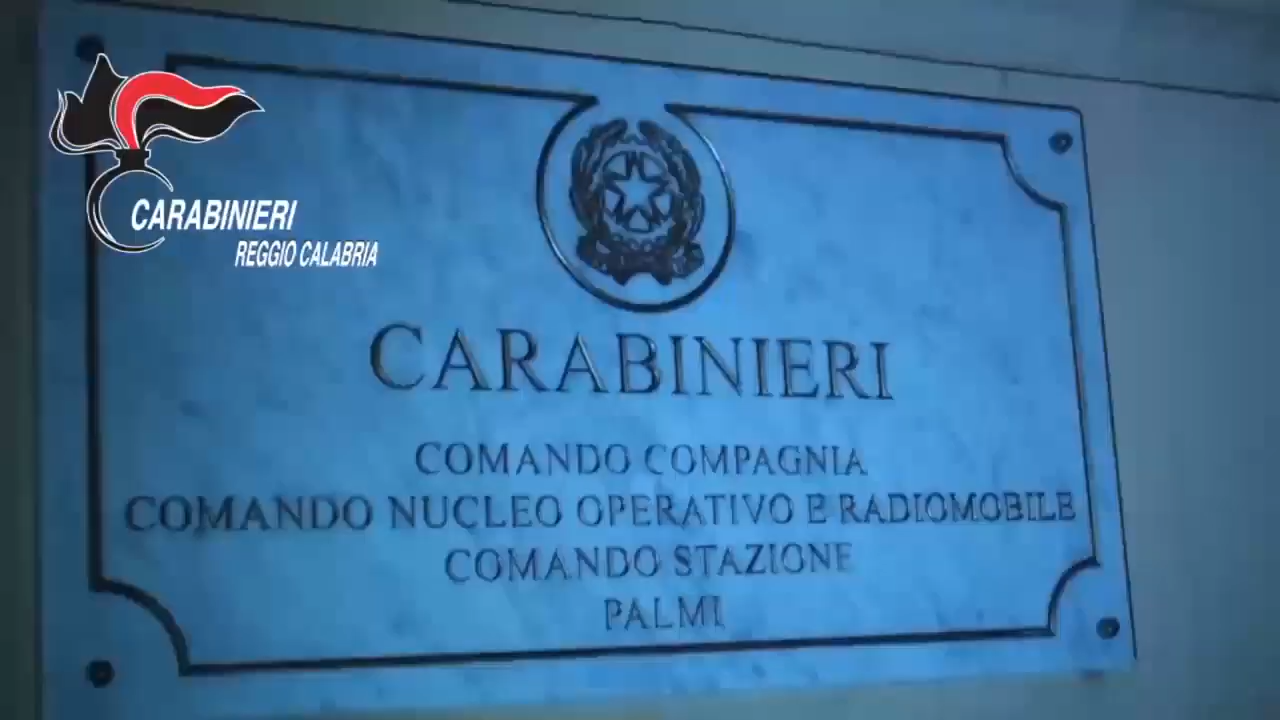 CARABINIERI
REGGIO CALABRIA
CARABINIERI
COMANDO COMPAGNIA
COMANDO NUCLEO OPERATIVO E RADIOMOBILE
COMANDO STAZIONE
PALMI